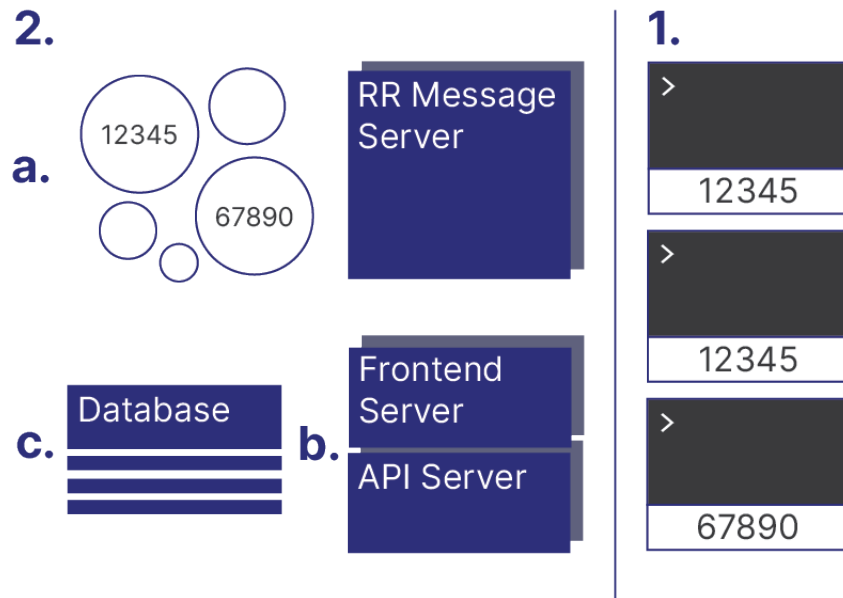 2.
a.
12345
67890
RR Message
Server
c.
Database
b.
Frontend
Server
API Server
1.
>
12345
>
12345
>
67890